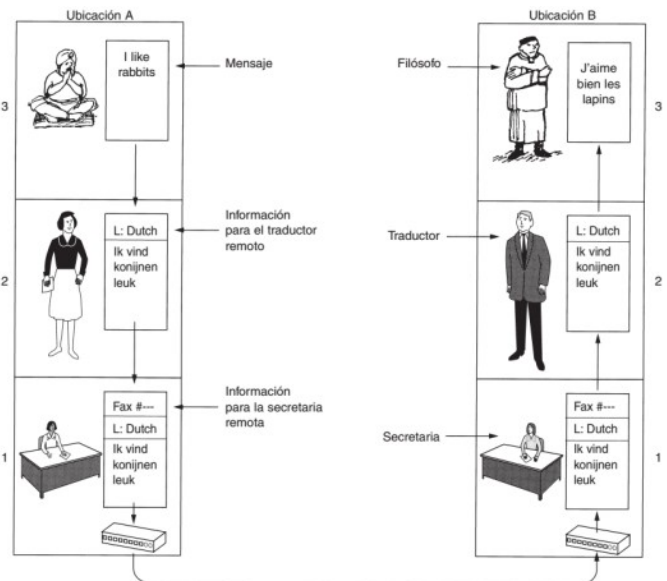 Ubicación A
3
I like
rabbits
Mensaje
2
L: Dutch
Ik vind
konijnen
leuk
Información
para el traductor
remoto
1
Fax #---
L: Dutch
Ik vind
konijnen
leuk
Información
para la secretaria
remota
Ubicación B
Filósofo
J'aime
bien les
lapins
3
Traductor
L: Dutch
Ik vind
konijnen
leuk
2
Secretaria
Fax #---
L: Dutch
Ik vind
konijnen
leuk
1